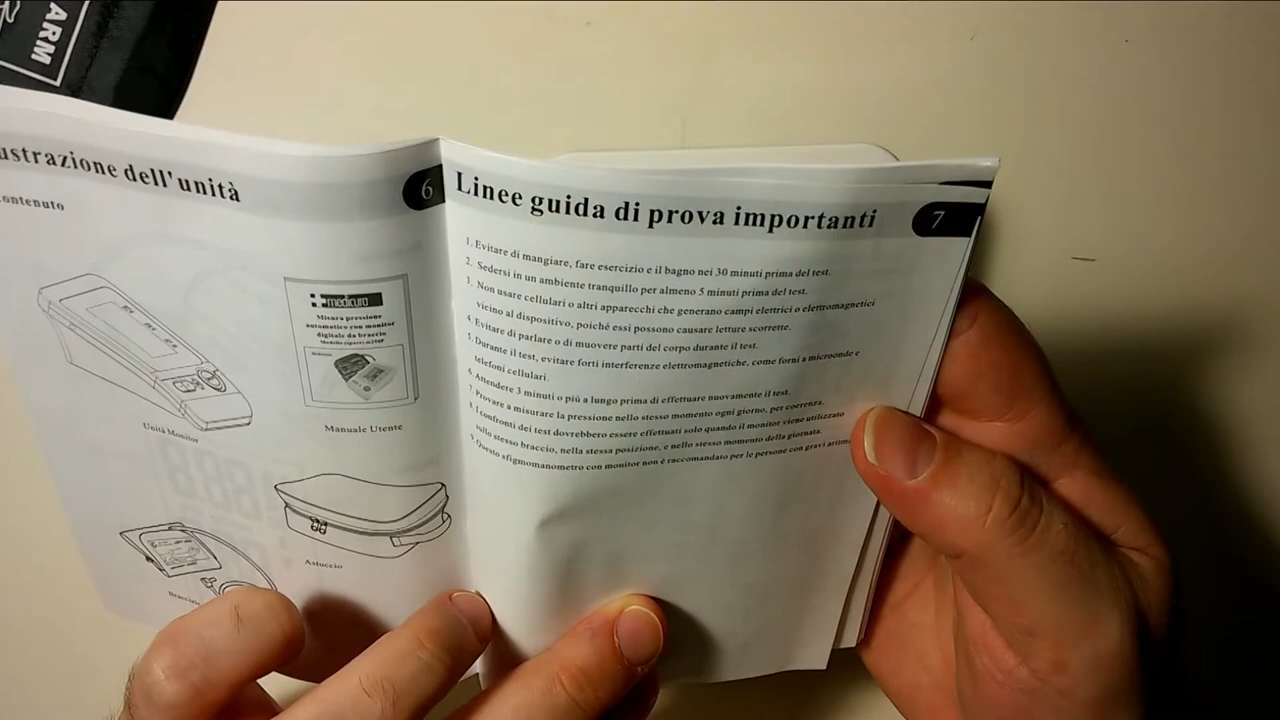 ARM
ustrazione dell'unità
6
ontenuto
medicura
Misura pressione
automatico con monitor
digitale da braccio
Unità Monitor
Manuale Utente
Astuccio
Linee guida di prova importanti
7
1. Evitare di mangiare, fare esercizio e il bagno nei 30 minuti prima del test.
2. Sedersi in un ambiente tranquillo per almeno 5 minuti prima del test.
3. Non usare cellulari o altri apparecchi che generano campi elettrici o elettromagnetici
vicino al dispositivo, poiché essi possono causare letture scorrette.
4. Evitare di parlare o di muovere parti del corpo durante il test.
5. Durante il test, evitare forti interferenze elettromagnetiche, come forni a microonde e
telefoni cellulari.
6. Attendere 3 minuti o più a lungo prima di effettuare nuovamente il test.
7. Provare a misurare la pressione nello stesso momento ogni giorno, per coerenza.
8. I confronti dei test dovrebbero essere effettuati solo quando il monitor viene utilizzato
sullo stesso braccio, nella stessa posizione, e nello stesso momento della giornata.
9. Questo sfigmomanometro con monitor non è raccomandato per le persone con gravi aritm